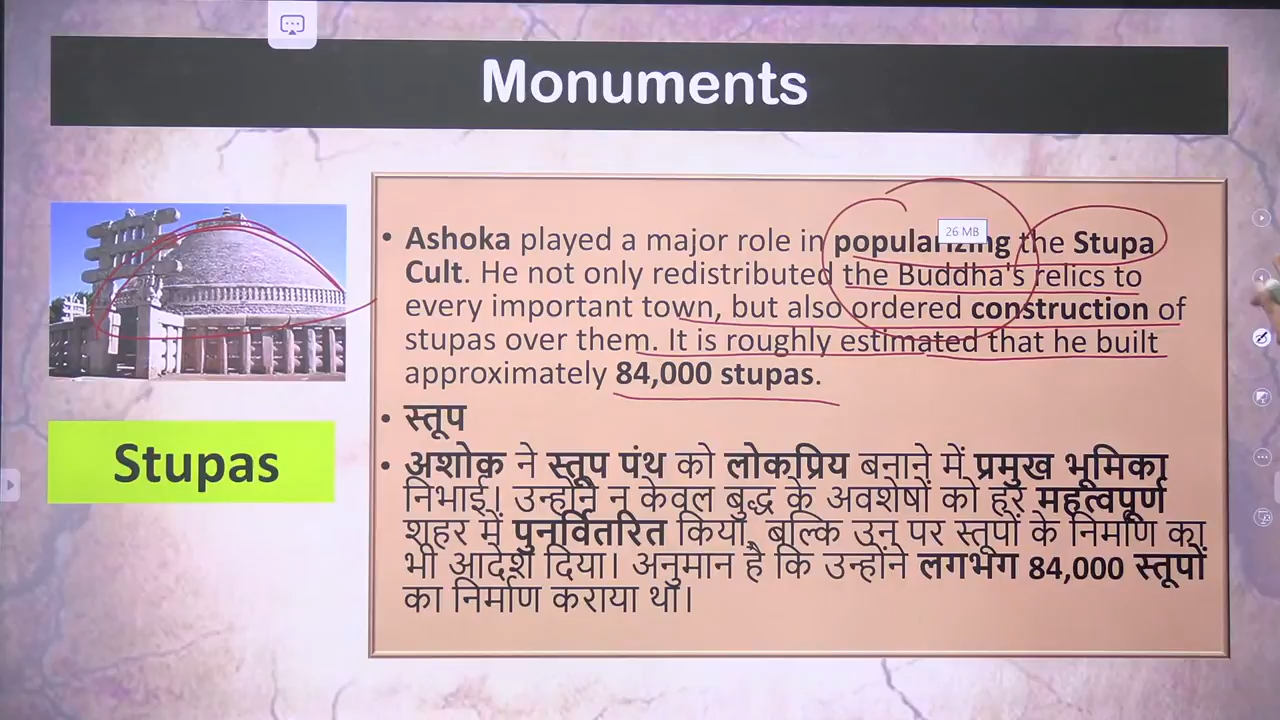 Monuments
26 MB
• Ashoka played a major role in popularizing the Stupa
Cult. He not only redistributed the Buddha's relics to
every important town, but also ordered construction of
stupas over them. It is roughly estimated that he built
approximately 84,000 stupas.
• स्तूप
• अशोक ने स्तूप पंथ को लोकप्रिय बनाने में प्रमुख भूमिका
निभाई। उन्होंने न केवल बुद्ध के अवशेषों को हर महत्वपूर्ण
शहर में पुनर्वितरित किया, बल्कि उन पर स्तूपों के निर्माण का
भी आदेश दिया। अनुमान है कि उन्होंने लगभग 84,000 स्तूपों
का निर्माण कराया था।
Stupas